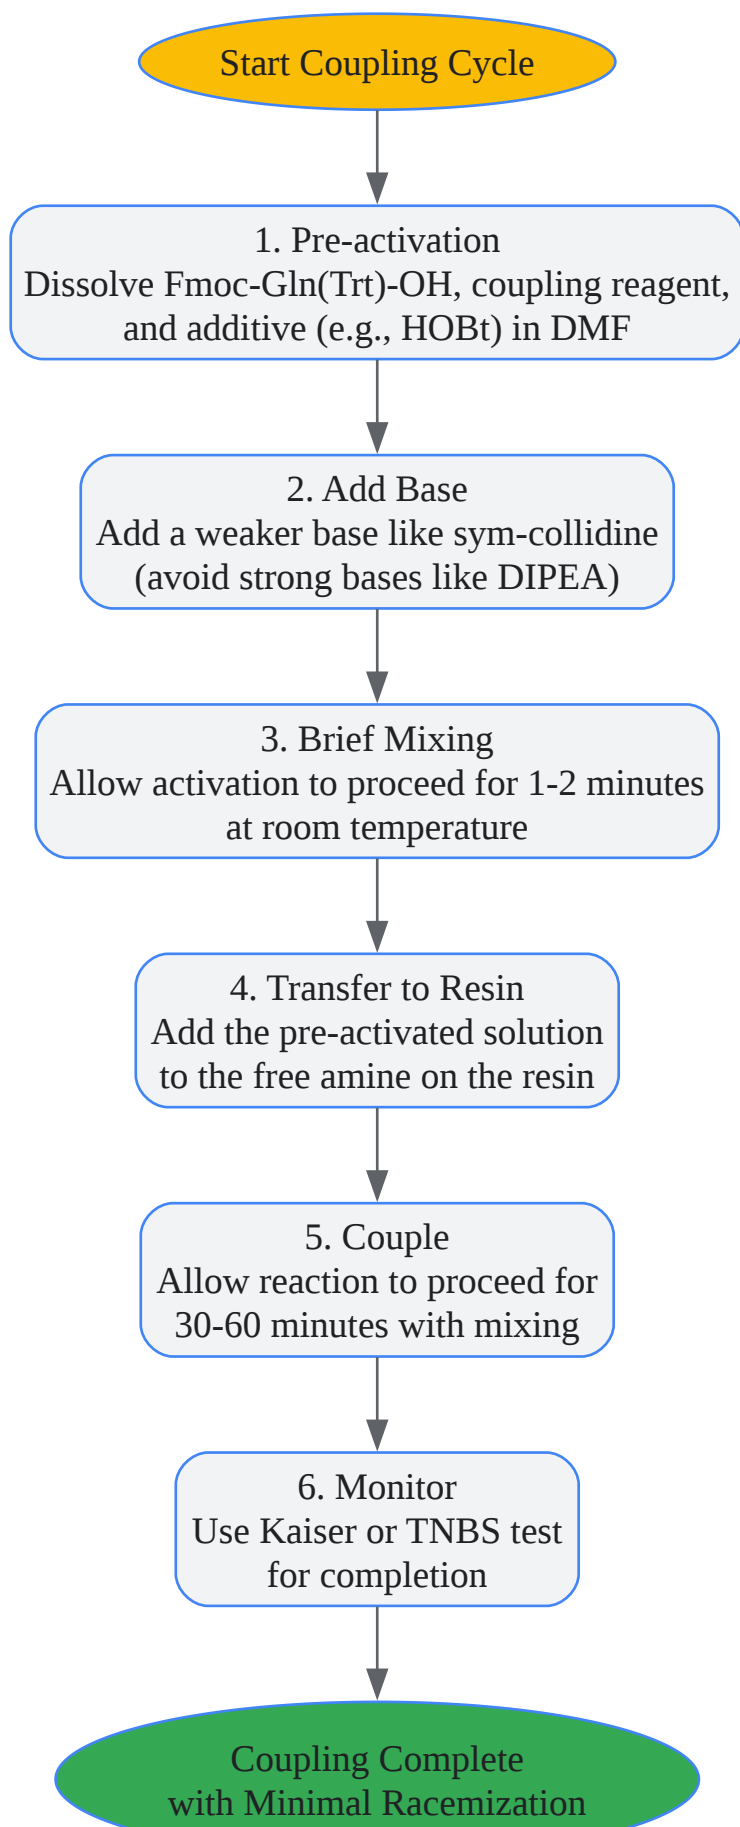 Start Coupling Cycle
1. Pre-activation
Dissolve Fmoc-Gln(Trt)-OH, coupling reagent,
and additive (e.g., HOBt) in DMF
2. Add Base
Add a weaker base like sym-collidine
(avoid strong bases like DIPEA)
3. Brief Mixing
Allow activation to proceed for 1-2 minutes
at room temperature
4. Transfer to Resin
Add the pre-activated solution
to the free amine on the resin
5. Couple
Allow reaction to proceed for
30-60 minutes with mixing
6. Monitor
Use Kaiser or TNBS test
for completion
Coupling Complete
with Minimal Racemization